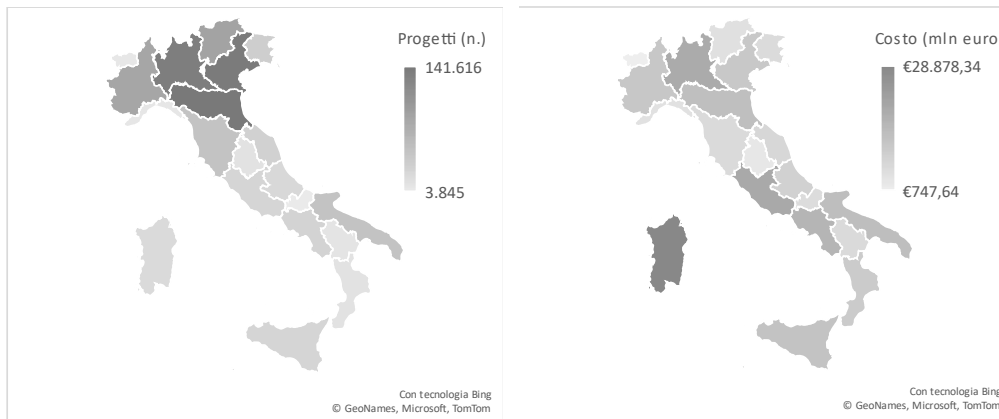 Progetti (n.)
141.616
3.845
Con tecnologia Bing
© GeoNames, Microsoft, TomTom
Costo (mln euro
€28.878,34
€747,64
Con tecnologia Bing
© GeoNames, Microsoft, TomTom